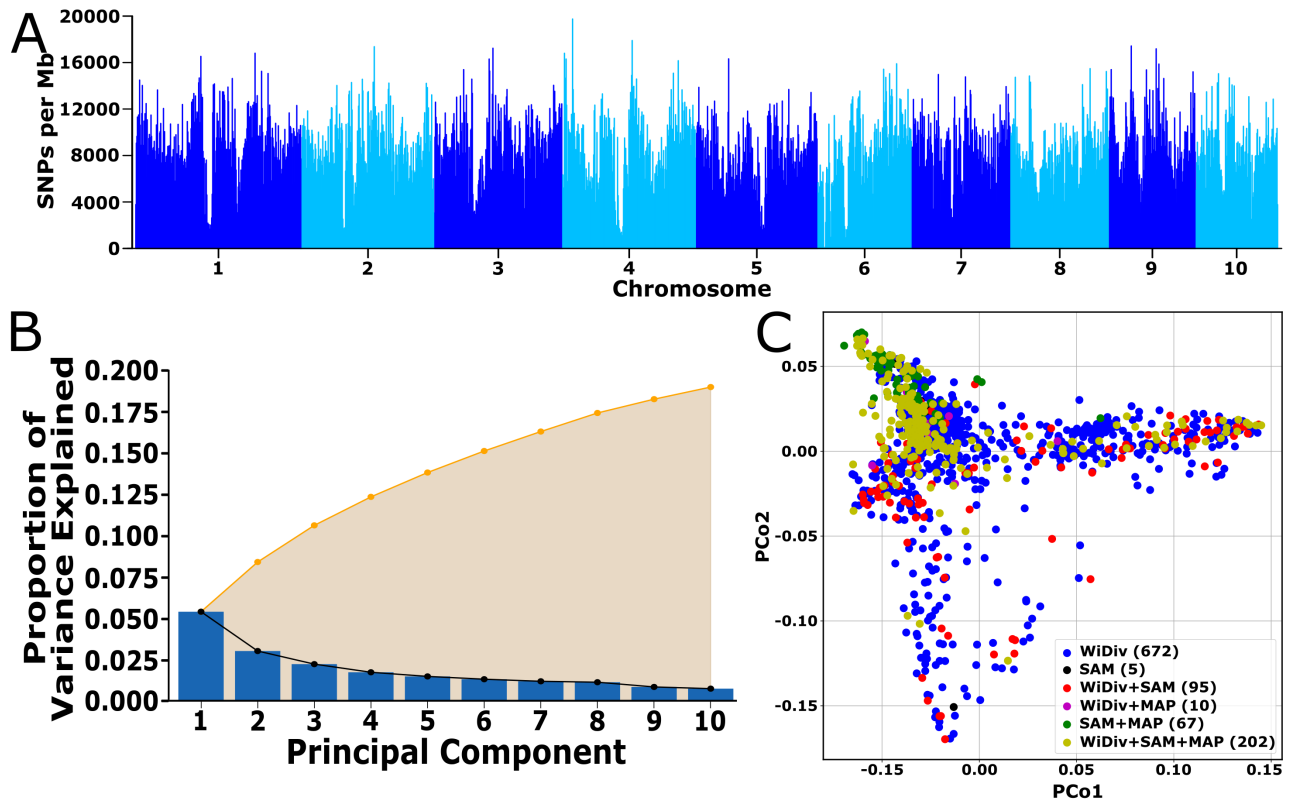 A
20000
16000
12000
8000
4000
0
SNPs per Mb
1 2 3 4 5 6 7 8 9 10
Chromosome
B
0.200
0.175
0.150
0.125
0.100
0.075
0.050
0.025
0.000
Proportion of
Variance Explained
1 2 3 4 5 6 7 8 9 10
Principal Component
C
0.05
0.00
-0.05
-0.10
-0.15
PCo2
WiDiv (672)
SAM (5)
WiDiv+SAM (95)
WiDiv+MAP (10)
SAM+MAP (67)
WiDiv+SAM+MAP (202)
-0.15 0.00 0.05 0.10 0.15
PCo1